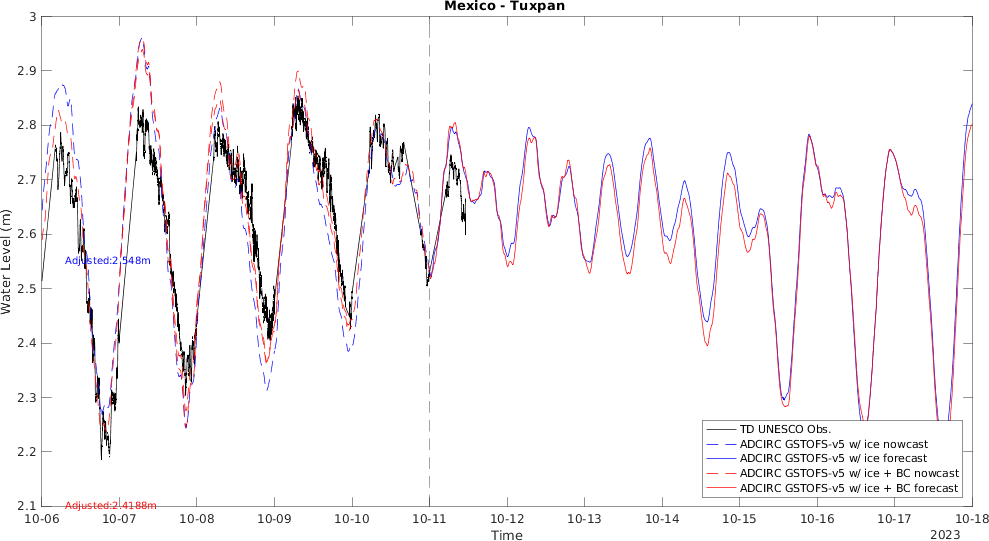 Mexico - Tuxpan
3
2.9
2.8
2.7
2.6
2.5
2.4
2.3
2.2
2.1
Water Level (m)
Adjusted:2.548m
Adjusted:2.4188m
TD UNESCO Obs.
ADCIRC GSTOFS-v5 w/ ice nowcast
ADCIRC GSTOFS-v5 w/ ice forecast
ADCIRC GSTOFS-v5 w/ ice + BC nowcast
ADCIRC GSTOFS-v5 w/ ice + BC forecast
10-06 10-07 10-08 10-09 10-10 10-11 10-12 10-13 10-14 10-15 10-16 10-17 10-18
Time
2023